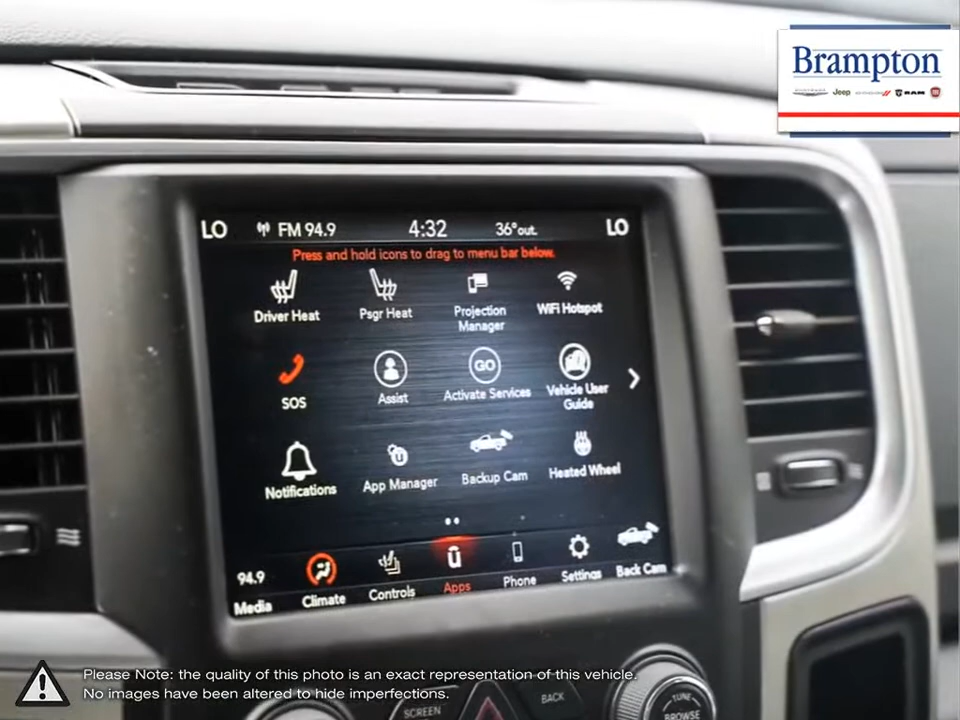 Brampton
Jeep RAM FIAT
LO FM 94.9 4:32 36°out. LO
Press and hold icons to drag to menu bar below.
Driver Heat Psgr Heat Projection Manager WiFi Hotspot
GO
SOS Assist Activate Services Vehicle User Guide
Notifications App Manager Backup Cam Heated Wheel
94.9
Media Climate Controls Apps Phone Settings Back Cam
Please Note: the quality of this photo is an exact representation of this vehicle.
No images have been altered to hide imperfections.
SCREEN BACK TUNE
BROWSE